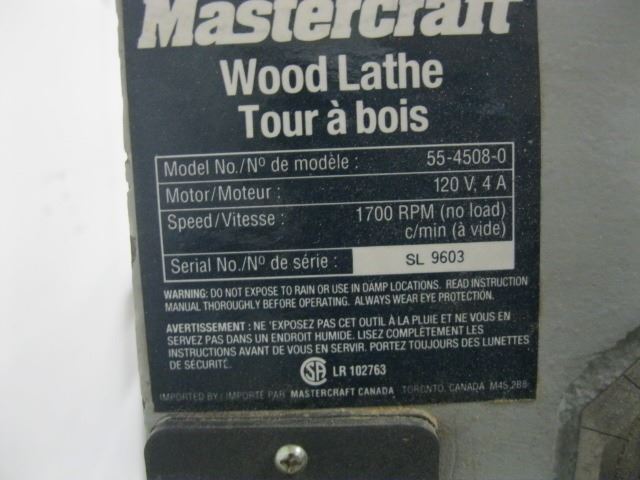 Mastercraft
Wood Lathe
Tour à bois
Model No./Nº de modèle : 55-4508-0
Motor/Moteur : 120 V, 4 A
Speed/Vitesse : 1700 RPM (no load)
c/min (à vide)
Serial No./Nº de série : SL 9603
WARNING: DO NOT EXPOSE TO RAIN OR USE IN DAMP LOCATIONS. READ INSTRUCTION
MANUAL THOROUGHLY BEFORE OPERATING. ALWAYS WEAR EYE PROTECTION.
AVERTISSEMENT : NE 'EXPOSEZ PAS CET OUTIL À LA PLUIE ET NE VOUS EN
SERVEZ PAS DANS UN ENDROIT HUMIDE. LISEZ COMPLÈTEMENT LES
INSTRUCTIONS AVANT DE VOUS EN SERVIR. PORTEZ TOUJOURS DES LUNETTES
DE SÉCURITÉ.
SA LR 102763
IMPORTED BY / IMPORTÉ PAR MASTERCRAFT CANADA TORONTO, CANADA M4S 2B8